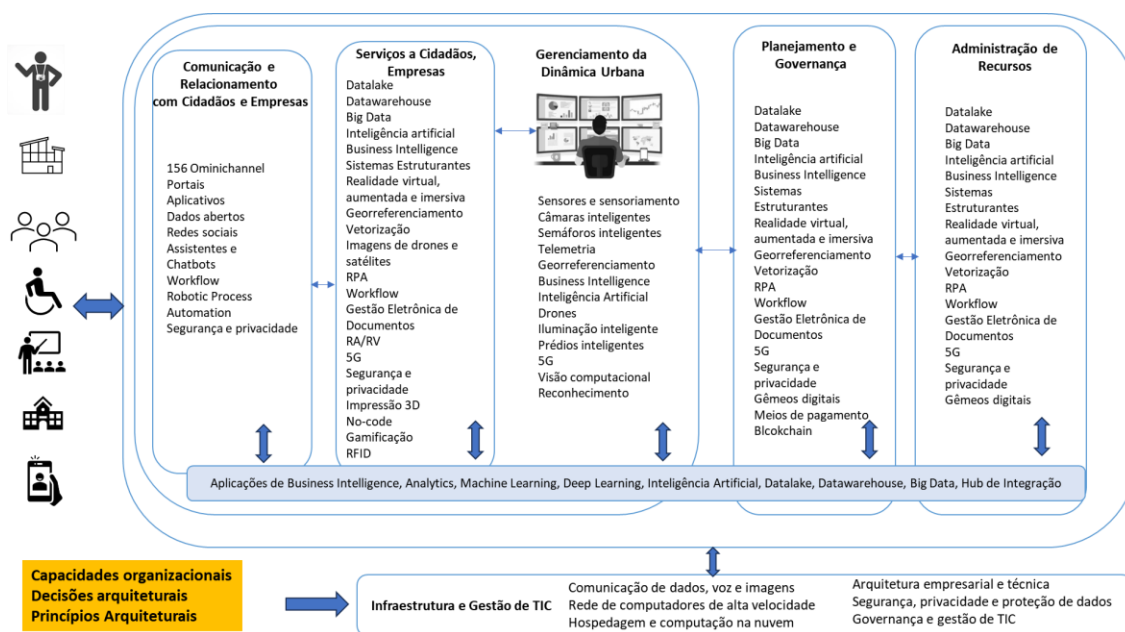 Comunicação e
Relacionamento
com Cidadãos e Empresas
156 Ominichannel
Portais
Aplicativos
Dados abertos
Redes sociais
Assistentes e
Chatbots
Workflow
Robotic Process
Automation
Segurança e privacidade
Serviços a Cidadãos,
Empresas
Datalake
Datawarehouse
Big Data
Inteligência artificial
Business Intelligence
Sistemas Estruturantes
Realidade virtual,
aumentada e imersiva
Georreferenciamento
Vetorização
Imagens de drones e
satélites
RPA
Workflow
Gestão Eletrônica de
Documentos
RA/RV
5G
Segurança e
privacidade
Impressão 3D
No-code
Gamificação
RFID
Gerenciamento da
Dinâmica Urbana
Sensores e sensoriamento
Câmaras inteligentes
Semáforos inteligentes
Telemetria
Georreferenciamento
Business Intelligence
Inteligência Artificial
Drones
Iluminação inteligente
Prédios inteligentes
5G
Visão computacional
Reconhecimento
Planejamento e
Governança
Datalake
Datawarehouse
Big Data
Inteligência artificial
Business Intelligence
Sistemas
Estruturantes
Realidade virtual,
aumentada e imersiva
Georreferenciamento
Vetorização
RPA
Workflow
Gestão Eletrônica de
Documentos
5G
Segurança e
privacidade
Gêmeos digitais
Meios de pagamento
Blcokchain
Administração de
Recursos
Datalake
Datawarehouse
Big Data
Inteligência artificial
Business Intelligence
Sistemas
Estruturantes
Realidade virtual,
aumentada e imersiva
Georreferenciamento
Vetorização
RPA
Workflow
Gestão Eletrônica de
Documentos
5G
Segurança e
privacidade
Gêmeos digitais
Aplicações de Business Intelligence, Analytics, Machine Learning, Deep Learning, Inteligência Artificial, Datalake, Datawarehouse, Big Data, Hub de Integração
Capacidades organizacionais
Decisões arquiteturais
Princípios Arquiteturais
Infraestrutura e Gestão de TIC
Comunicação de dados, voz e imagens
Rede de computadores de alta velocidade
Hospedagem e computação na nuvem
Arquitetura empresarial e técnica
Segurança, privacidade e proteção de dados
Governança e gestão de TIC